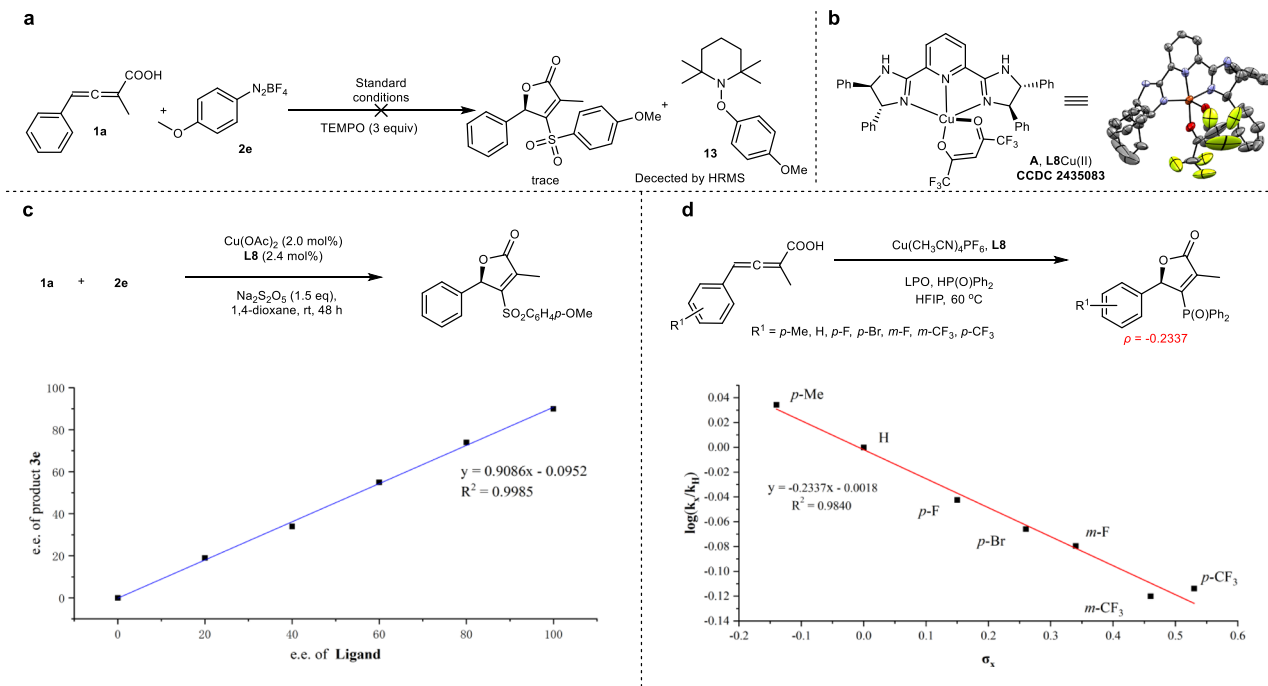 a
COOH
CH3
1a
+
N2BF4
O
2e
Standard
conditions
TEMPO (3 equiv)
O
O
S
O
O
OMe
trace
+
N
O
13
OMe
Decected by HRMS
b
H
N
N
H
N
Ph
Ph
N
N
Ph
Ph
Cu
O
O
CF3
F3C
A, L8Cu(II)
CCDC 2435083
c
1a + 2e
Cu(OAc)2 (2.0 mol%)
L8 (2.4 mol%)
Na2S2O5 (1.5 eq),
1,4-dioxane, rt, 48 h
O
O
CH3
SO2C6H4p-OMe
100
80
60
40
20
0
e.e. of product 3e
y = 0.9086x - 0.0952
R2 = 0.9985
0 20 40 60 80 100
e.e. of Ligand
d
COOH
CH3
R1
Cu(CH3CN)4PF6, L8
LPO, HP(O)Ph2
HFIP, 60 oC
R1 = p-Me, H, p-F, p-Br, m-F, m-CF3, p-CF3
O
O
CH3
R1
P(O)Ph2
ρ = -0.2337
0.04
0.02
0.00
-0.02
-0.04
-0.06
-0.08
-0.10
-0.12
-0.14
log(kx/kH)
p-Me
H
y = -0.2337x - 0.0018
R2 = 0.9840
p-F
p-Br
m-F
m-CF3
p-CF3
-0.2 -0.1 0.0 0.1 0.2 0.3 0.4 0.5 0.6
σx